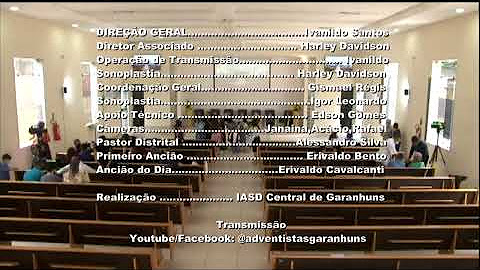 DIREÇÃO GERAL..................................Ivanildo Santos
Diretor Associado ............................. Harley Davidson
Operação de Transmissão.............................. Ivanildo
Sonoplastia........................................Harley Davidson
Coordenação Geral..............................Gismael Régis
Sonoplastia...........................................Igor Leonardo
Apoio Técnico ........................................ Edson Gomes
Câmeras...................................Janaina,Acácio,Rafael
Pastor Distrital .................................. Alessandro Silva
Primeiro Ancião ................................... Erivaldo Bento
Ancião do Dia...............................Erivaldo Cavalcanti
Realização ..................... IASD Central de Garanhuns
Transmissão
Youtube/Facebook: @adventistasgaranhuns